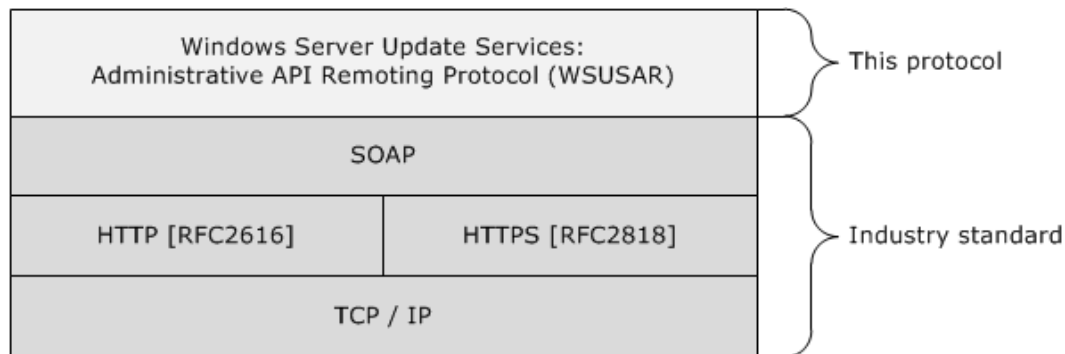 Windows Server Update Services:
Administrative API Remoting Protocol (WSUSAR)
This protocol
SOAP
HTTP [RFC2616]
HTTPS [RFC2818]
Industry standard
TCP / IP